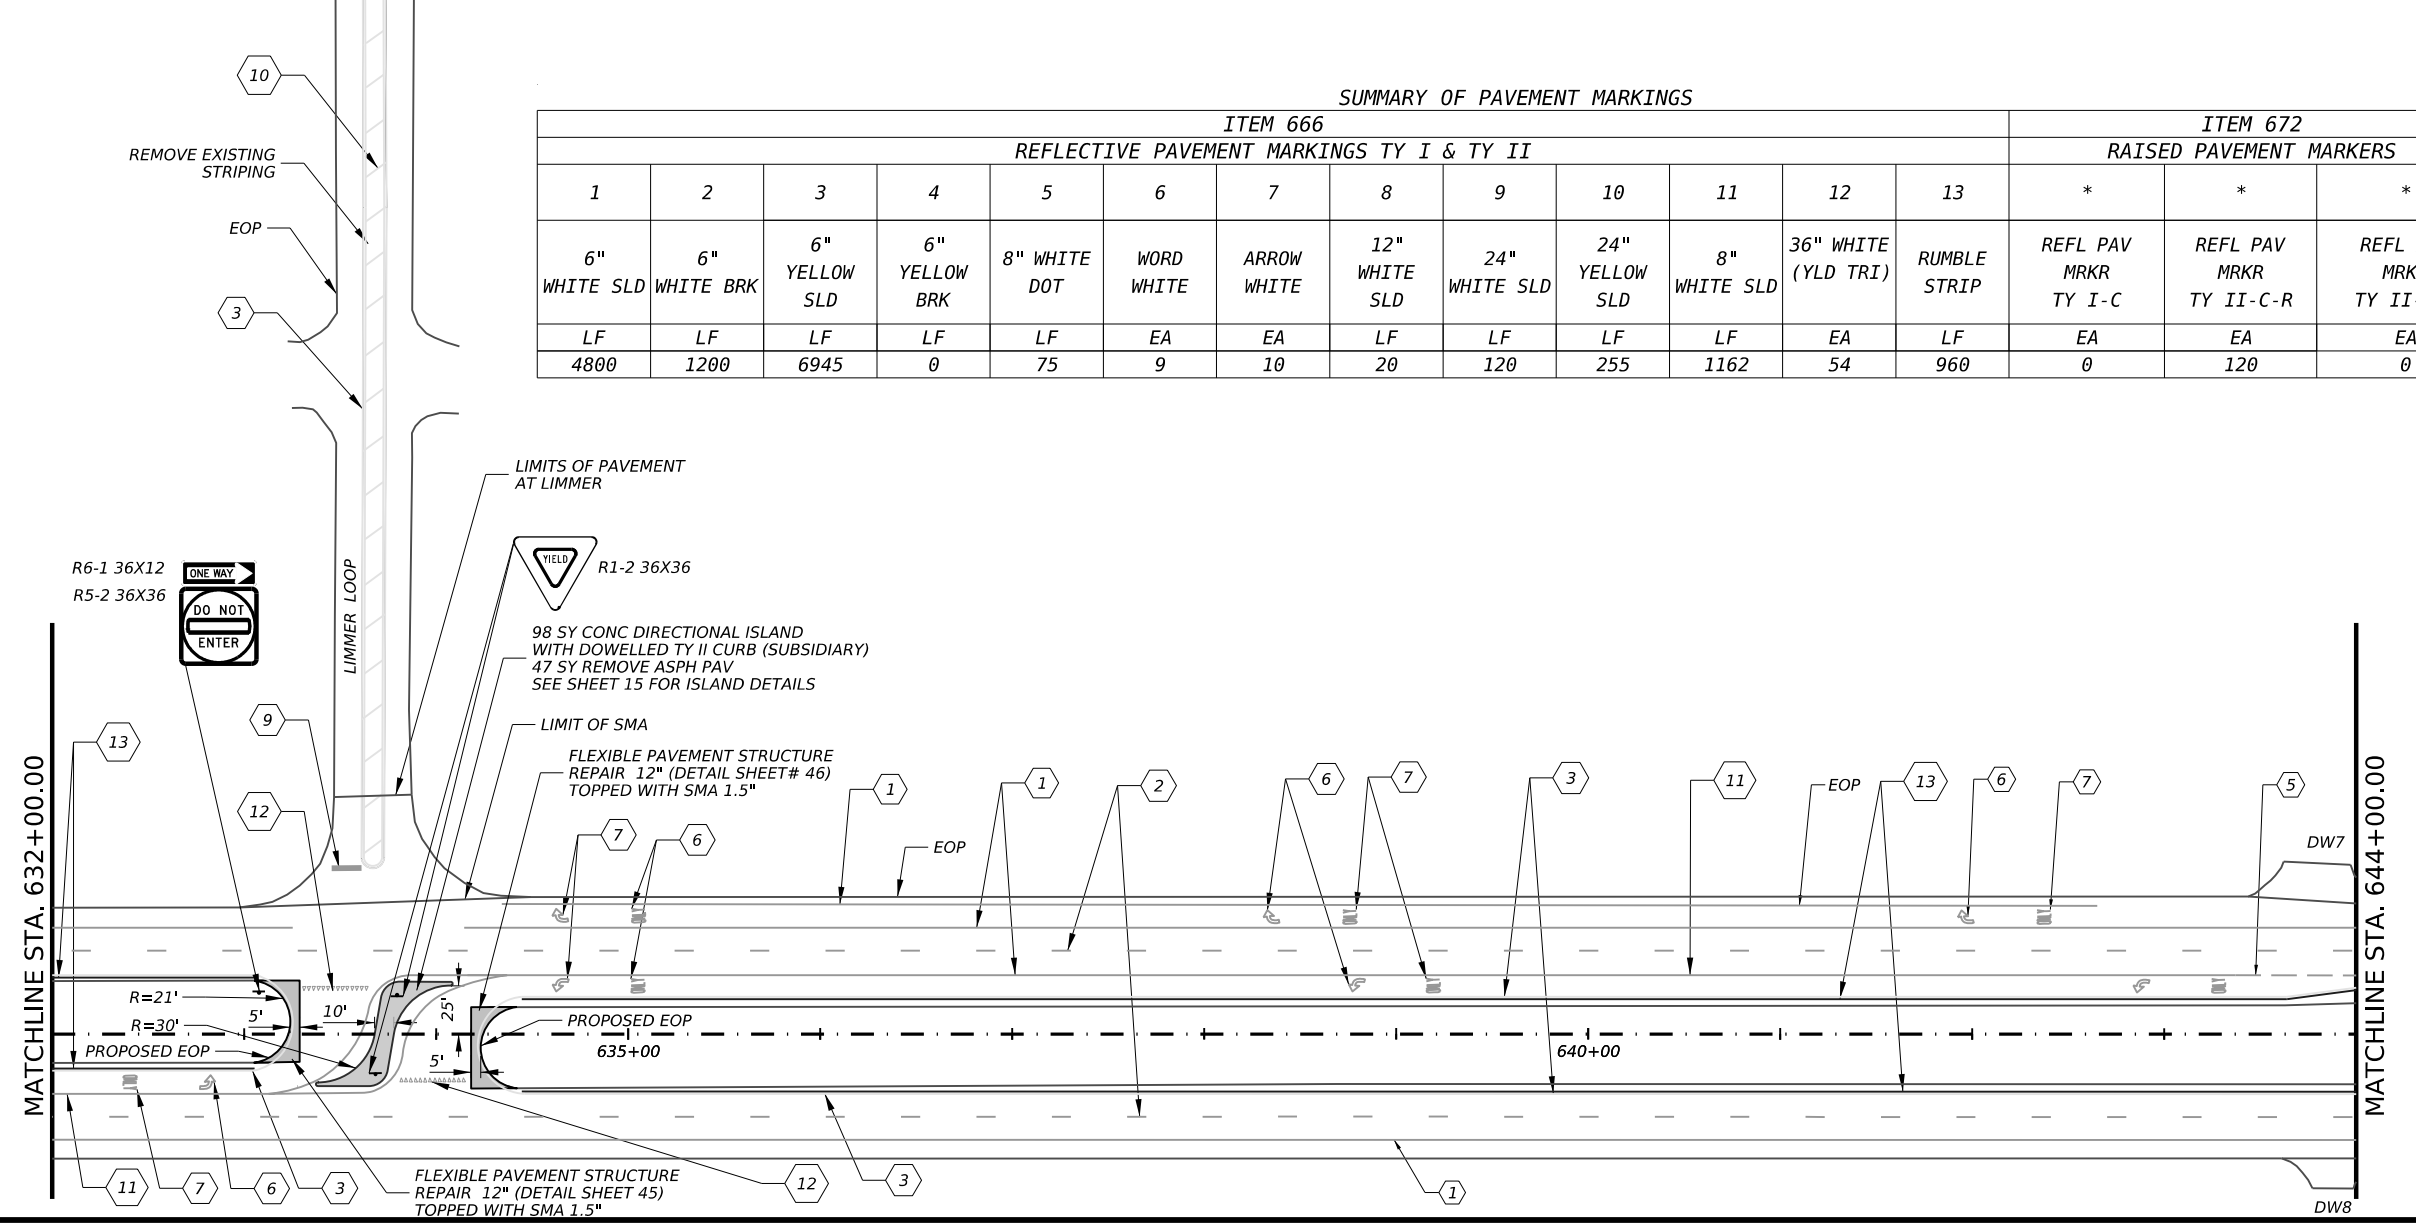 SUMMARY OF PAVEMENT MARKINGS
ITEM 666
ITEM 672
REFLECTIVE PAVEMENT MARKINGS TY I & TY II
RAISED PAVEMENT MARKERS
1 2 3 4 5 6 7 8 9 10 11 12 13 * * *
6" WHITE SLD
6" WHITE BRK
6" YELLOW SLD
6" YELLOW BRK
8" WHITE DOT
WORD WHITE
ARROW WHITE
12" WHITE SLD
24" WHITE SLD
24" YELLOW SLD
8" WHITE SLD
36" WHITE (YLD TRI)
RUMBLE STRIP
REFL PAV MRKR TY I-C
REFL PAV MRKR TY II-C-R
REFL
TY II-
LF LF LF LF LF EA EA LF LF LF LF EA LF EA EA EA
4800 1200 6945 0 75 9 10 20 120 255 1162 54 960 0 120 0
10
REMOVE EXISTING
STRIPING
EOP
3
LIMITS OF PAVEMENT
AT LIMMER
LIMMER LOOP
R6-1 36X12
ONE WAY
R5-2 36X36
DO NOT
ENTER
YIELD
R1-2 36X36
98 SY CONC DIRECTIONAL ISLAND
WITH DOWELLED TY II CURB (SUBSIDIARY)
47 SY REMOVE ASPH PAV
SEE SHEET 15 FOR ISLAND DETAILS
LIMIT OF SMA
FLEXIBLE PAVEMENT STRUCTURE
REPAIR 12" (DETAIL SHEET# 46)
TOPPED WITH SMA 1.5"
9
13
12
7
6
1
EOP
1
2
6
7
3
11
EOP
13
6
7
5
DW7
MATCHLINE STA. 632+00.00
MATCHLINE STA. 644+00.00
ONLY
ONLY
ONLY
ONLY
ONLY
ONLY
ONLY
R=21'
5'
10'
25'
R=30'
PROPOSED EOP
PROPOSED EOP
5'
635+00
640+00
11
7
6
3
FLEXIBLE PAVEMENT STRUCTURE
REPAIR 12" (DETAIL SHEET 45)
TOPPED WITH SMA 1.5"
12
3
1
DW8